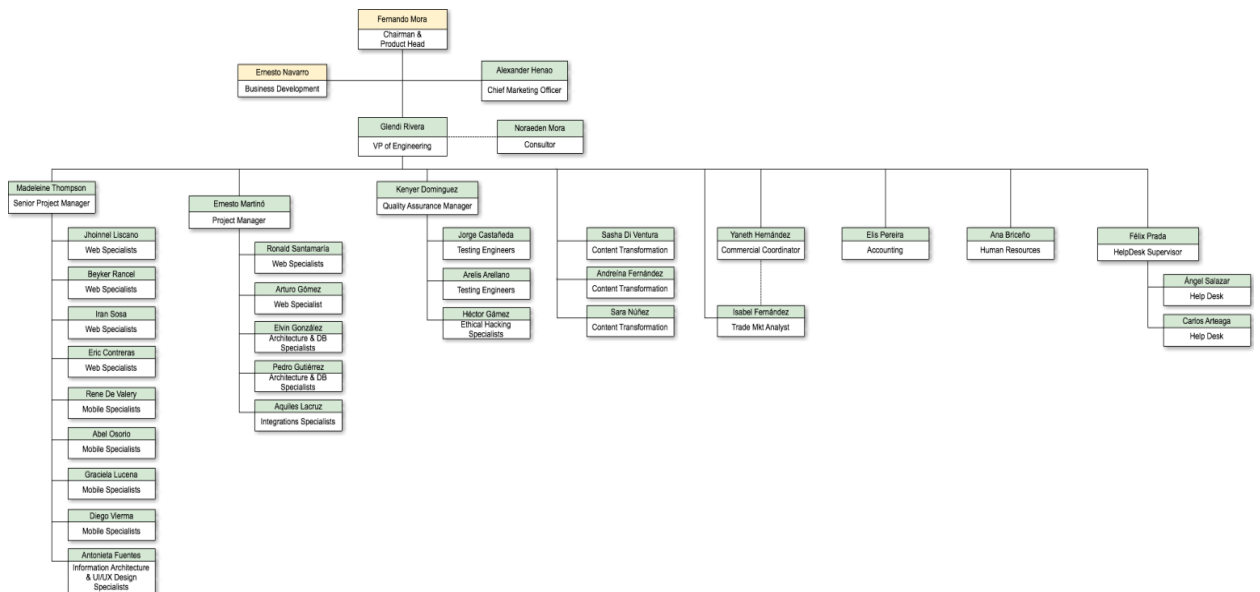 Fernando Mora
Chairman &
Product Head
Ernesto Navarro
Business Development
Alexander Henao
Chief Marketing Officer
Glendi Rivera
VP of Engineering
Noraeden Mora
Consultor
Madeleine Thompson
Senior Project Manager
Jhoinnel Liscano
Web Specialists
Beyker Rancel
Web Specialists
Iran Sosa
Web Specialists
Eric Contreras
Web Specialists
Rene De Valery
Mobile Specialists
Abel Osorio
Mobile Specialists
Graciela Lucena
Mobile Specialists
Diego Vierma
Mobile Specialists
Antonieta Fuentes
Information Architecture
& UI/UX Design
Specialists
Ernesto Martinó
Project Manager
Ronald Santamaría
Web Specialists
Arturo Gómez
Web Specialist
Elvin González
Architecture & DB
Specialists
Pedro Gutiérrez
Architecture & DB
Specialists
Aquiles Lacruz
Integrations Specialists
Kenyer Dominguez
Quality Assurance Manager
Jorge Castañeda
Testing Engineers
Arelis Arellano
Testing Engineers
Héctor Gámez
Ethical Hacking
Specialists
Sasha Di Ventura
Content Transformation
Andreína Fernández
Content Transformation
Sara Núñez
Content Transformation
Yaneth Hernández
Commercial Coordinator
Isabel Fernández
Trade Mkt Analyst
Elis Pereira
Accounting
Ana Briceño
Human Resources
Félix Prada
HelpDesk Supervisor
Ángel Salazar
Help Desk
Carlos Arteaga
Help Desk